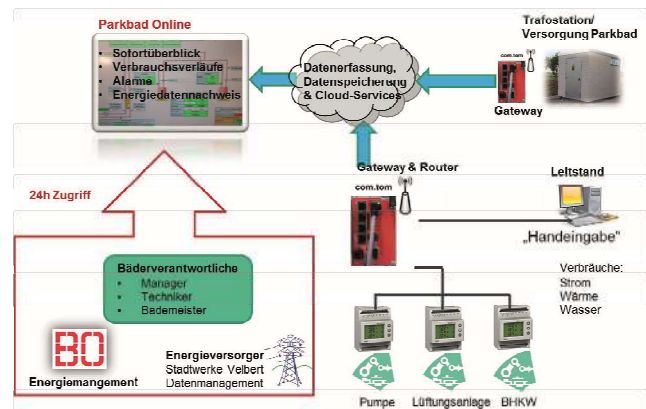 Parkbad Online
• Sofortüberblick
• Verbrauchsverläufe
• Alarme
• Energiedatennachweis
Datenerfassung,
Datenspeicherung
& Cloud-Services
Trafostation/
Versorgung Parkbad
com.tom
Gateway
24h Zugriff
Gateway & Router
com.tom
Leitstand
„Handeingabe"
Bäderverantwortliche
• Manager
• Techniker
• Bademeister
Verbräuche:
Strom
Wärme
Wasser
BO
Energiemangement
Energieversorger
Stadtwerke Velbert
Datenmanagement
Pumpe
Lüftungsanlage
BHKW